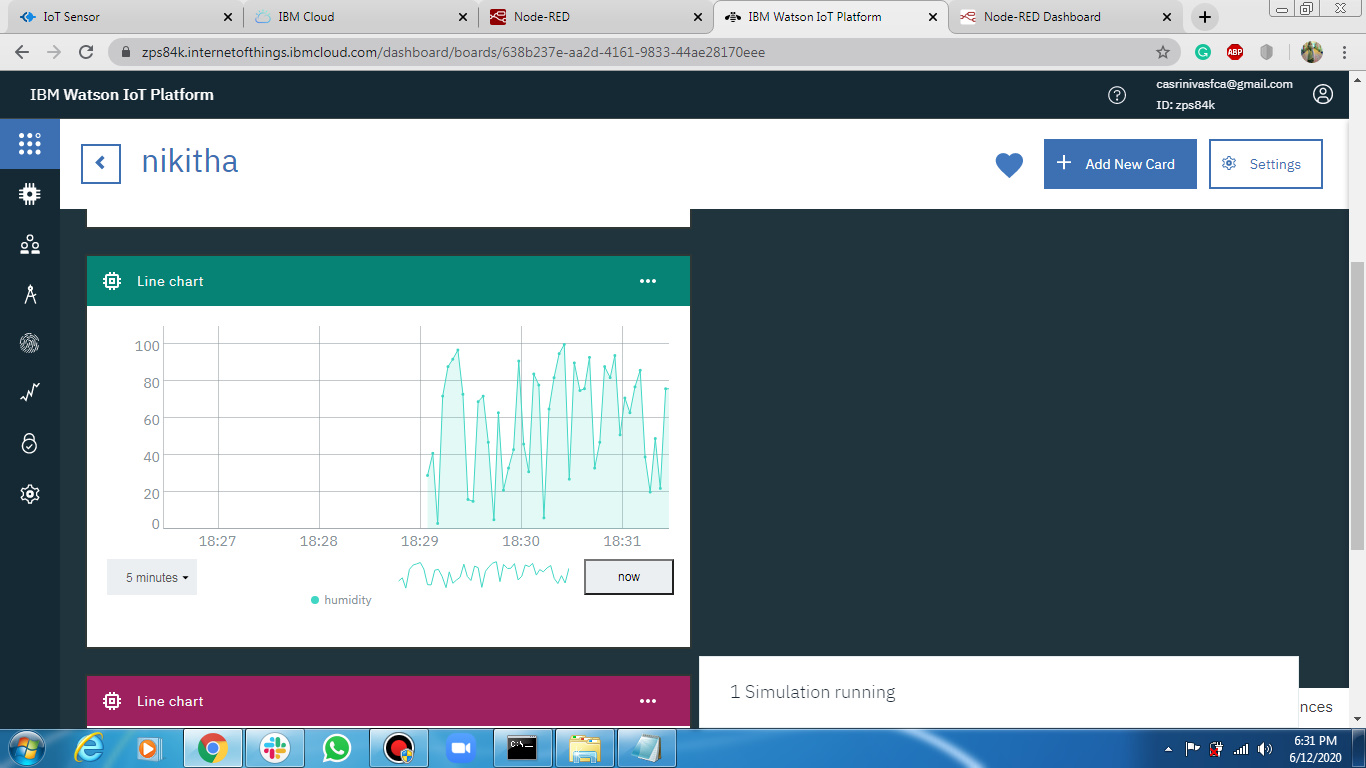 IoT Sensor
IBM Cloud
Node-RED
IBM Watson IoT Platform
Node-RED Dashboard
zps84k.internetofthings.ibmcloud.com/dashboard/boards/638b237e-aa2d-4161-9833-44ae28170eee
ABP
IBM Watson IoT Platform
casrinivasfca@gmail.com
ID: zps84k
nikitha
Add New Card
Settings
Line chart
100
80
60
40
20
0
18:27
18:28
18:29
18:30
18:31
5 minutes
now
humidity
Line chart
1 Simulation running
nces
C:\_
6:31 PM
6/12/2020